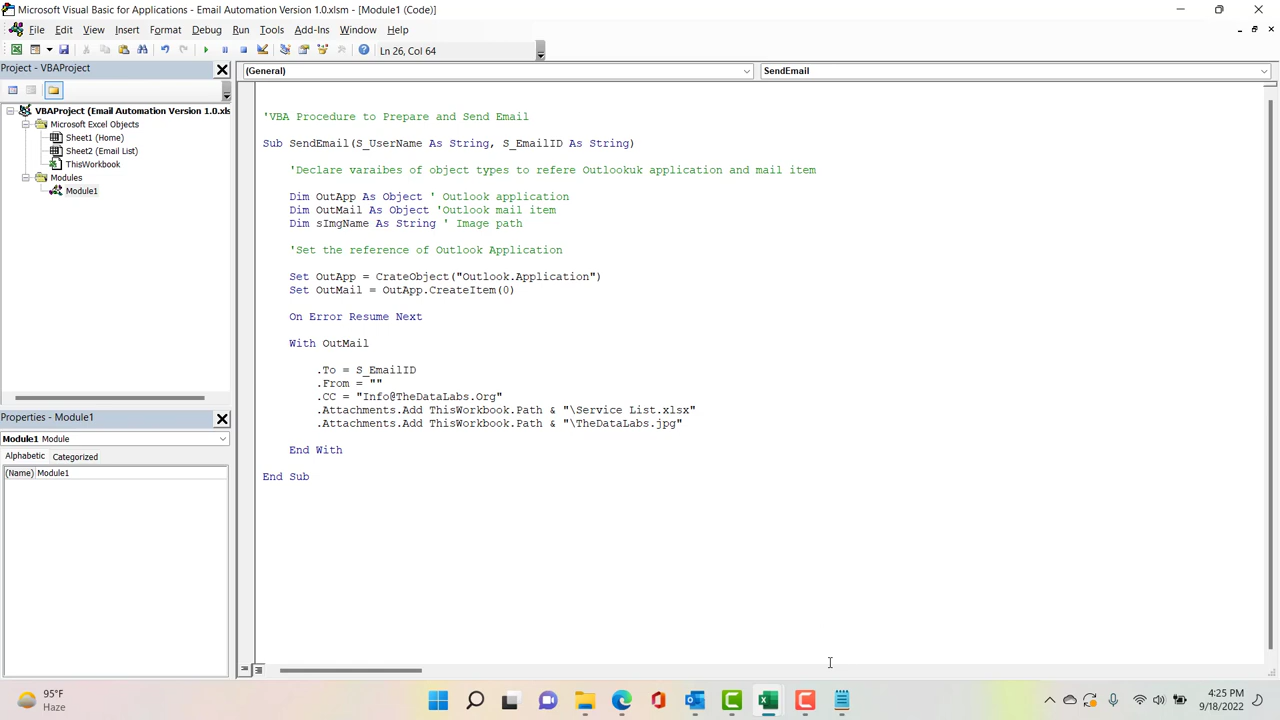 Microsoft Visual Basic for Applications - Email Automation Version 1.0.xlsm - [Module1 (Code)]
File Edit View Insert Format Debug Run Tools Add-Ins Window Help
Ln 26, Col 64
Project - VBAProject
(General)
SendEmail
VBAProject (Email Automation Version 1.0.xls
Microsoft Excel Objects
Sheet1 (Home)
Sheet2 (Email List)
ThisWorkbook
Modules
Module1
'VBA Procedure to Prepare and Send Email
Sub SendEmail(S_UserName As String, S_EmailID As String)
'Declare varaibes of object types to refere Outlookuk application and mail item
Dim OutApp As Object ' Outlook application
Dim OutMail As Object 'Outlook mail item
Dim sImgName As String ' Image path
'Set the reference of Outlook Application
Set OutApp = CrateObject("Outlook.Application")
Set OutMail = OutApp.CreateItem(0)
On Error Resume Next
With OutMail
.To = S_EmailID
.From = ""
.CC = "Info@TheDataLabs.Org"
.Attachments.Add ThisWorkbook.Path & "\Service List.xlsx"
.Attachments.Add ThisWorkbook.Path & "\TheDataLabs.jpg"
End With
End Sub
Properties - Module1
Module1 Module
Alphabetic Categorized
(Name) Module1
95°F
Haze
4:25 PM
9/18/2022